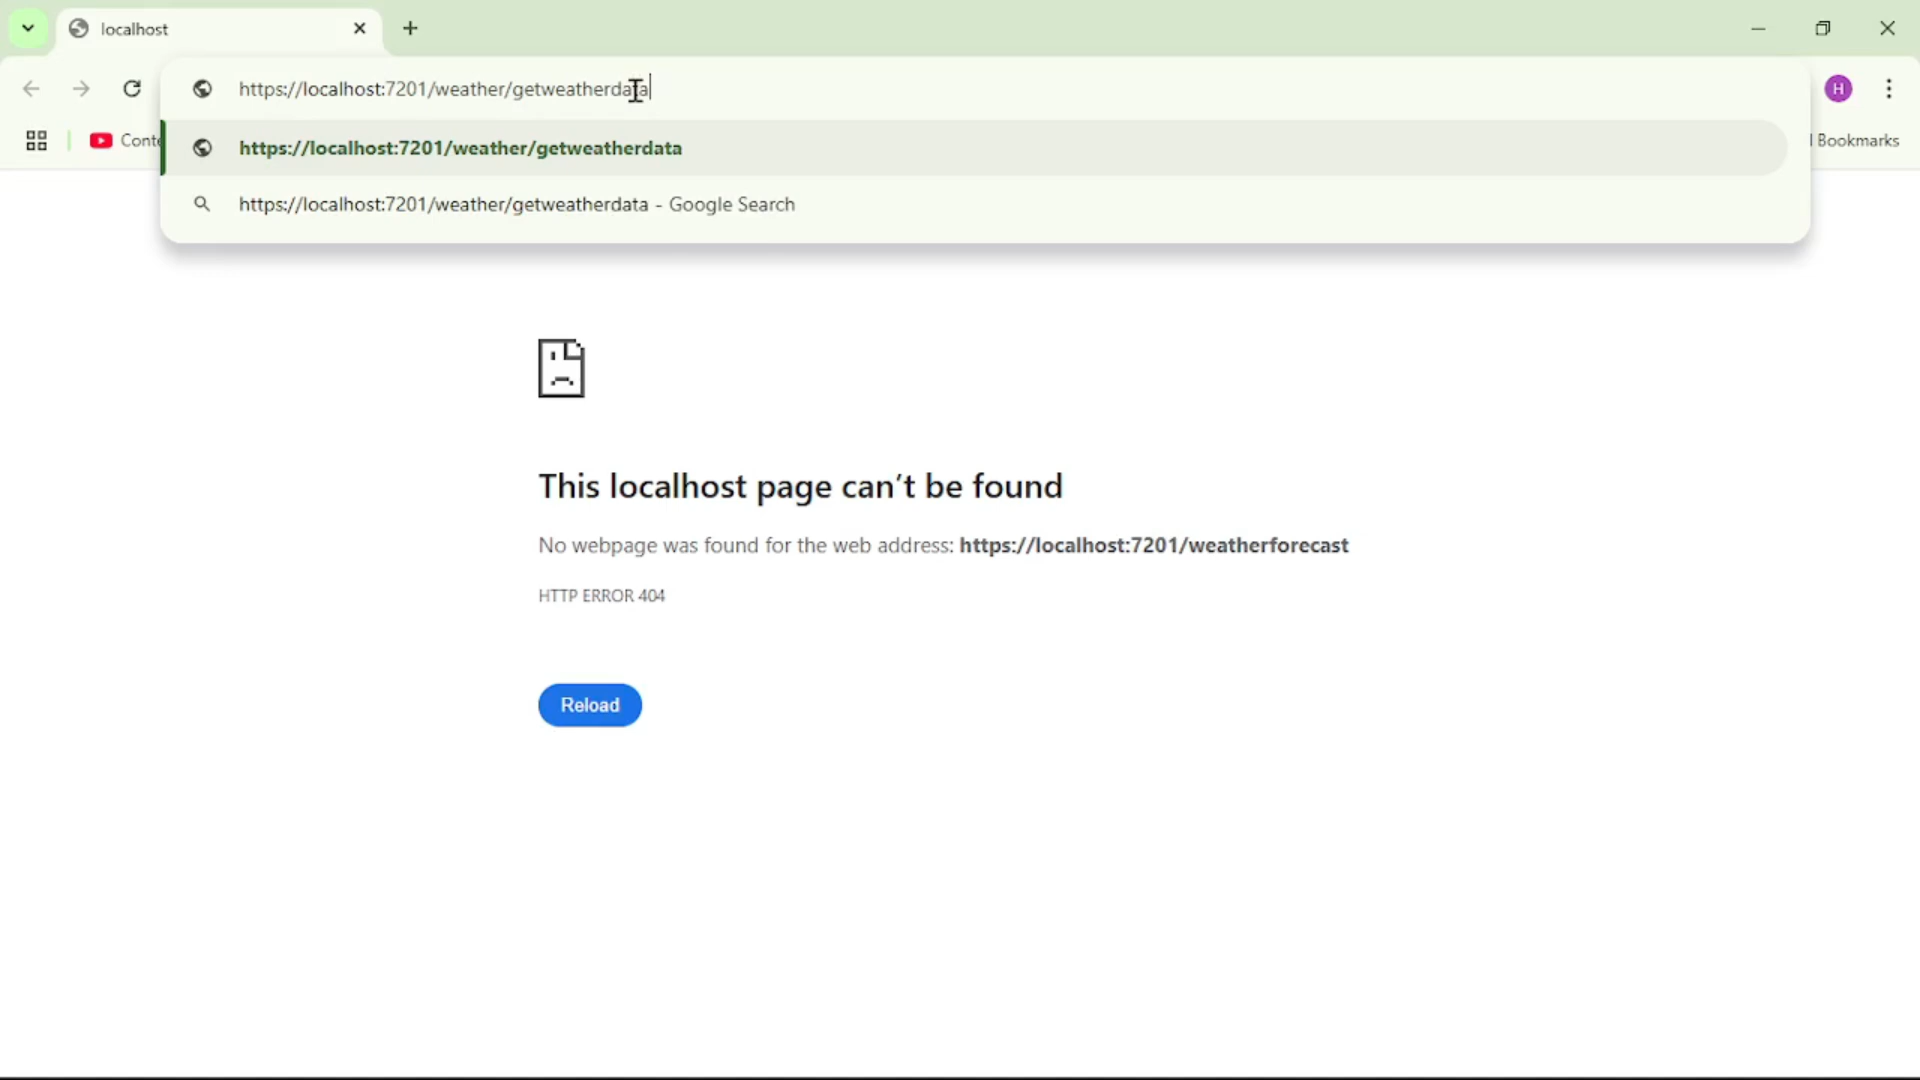 localhost
https://localhost:7201/weather/getweatherdata
H
Conte
https://localhost:7201/weather/getweatherdata
Bookmarks
https://localhost:7201/weather/getweatherdata - Google Search
This localhost page can't be found
No webpage was found for the web address: https://localhost:7201/weatherforecast
HTTP ERROR 404
Reload